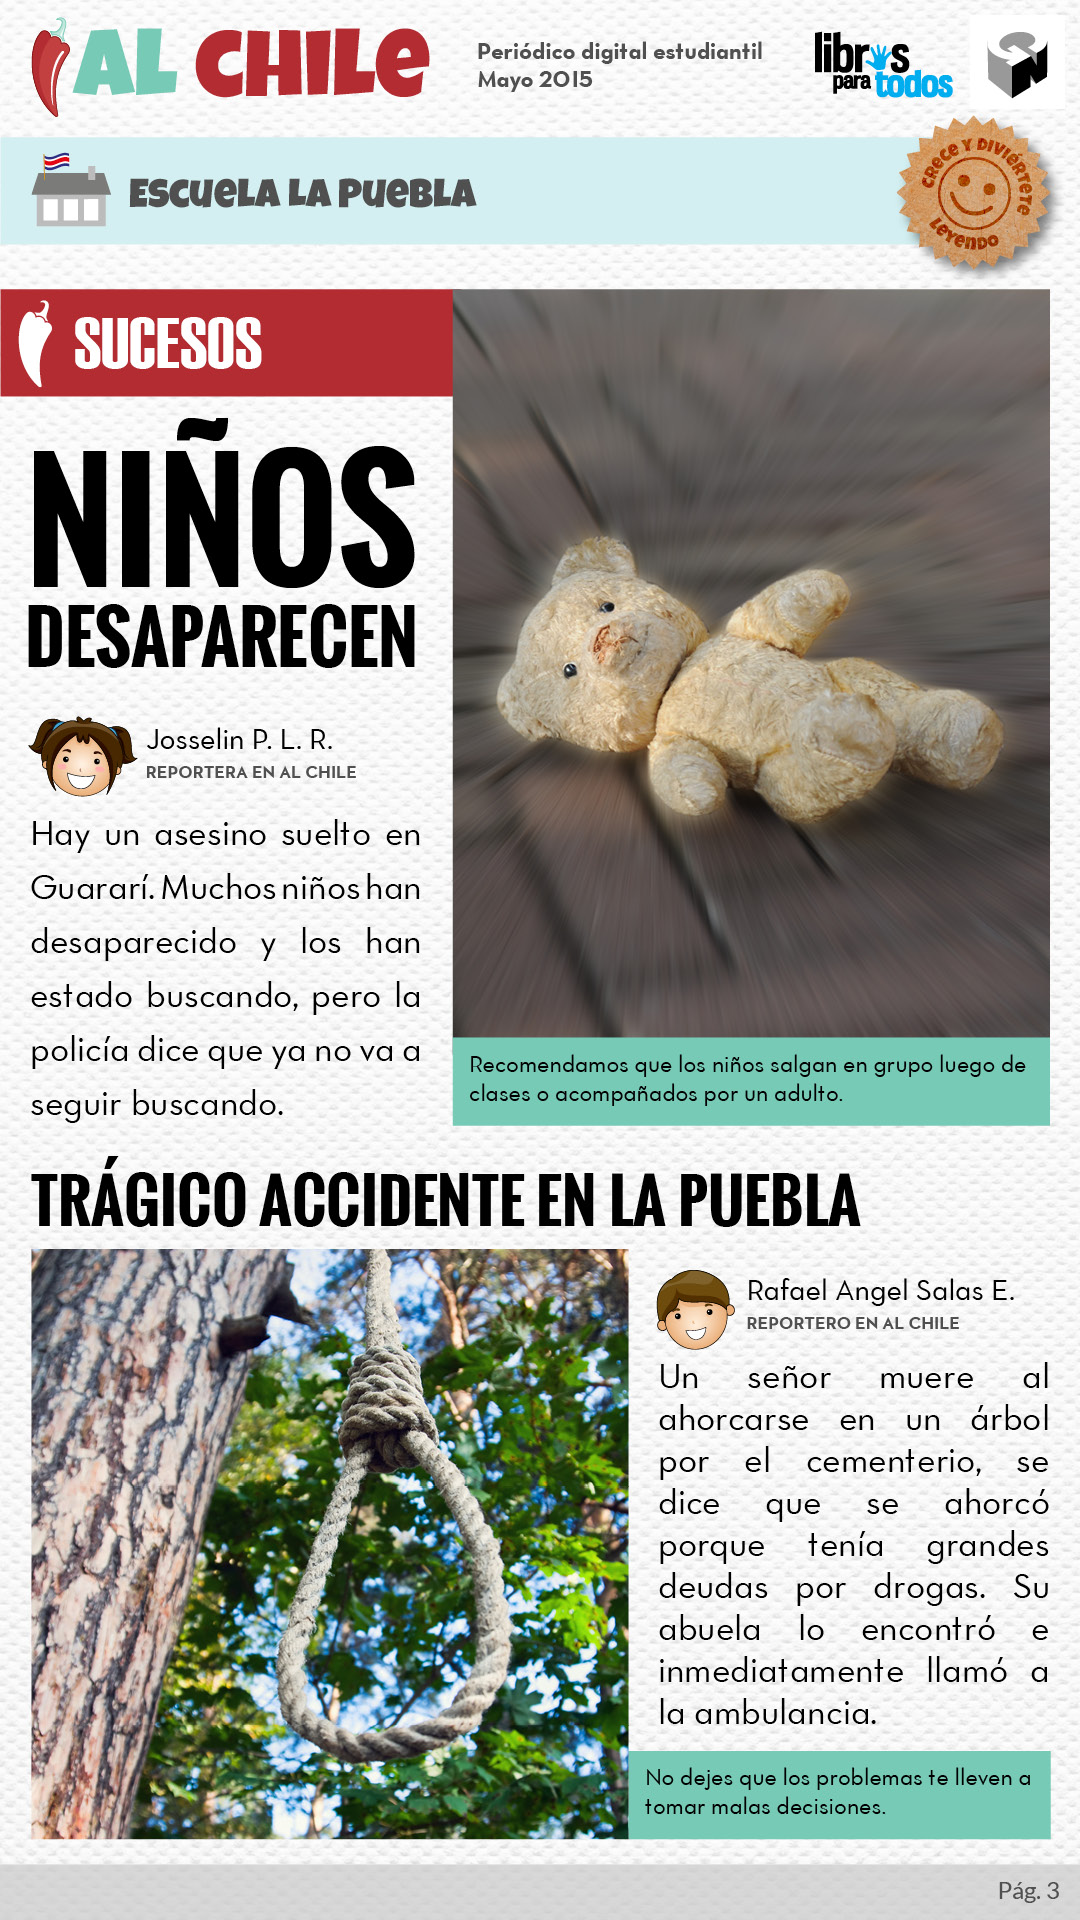 AL CHILE
Periódico digital estudiantil
Mayo 2015
libros
para todos
ESCUELA LA PUEBLA
CRECE Y DIVIÉRTETE
LEYENDO
SUCESOS
NIÑOS
DESAPARECEN
Josselin P. L. R.
REPORTERA EN AL CHILE
Hay un asesino suelto en
Guararí. Muchos niños han
desaparecido y los han
estado buscando, pero la
policía dice que ya no va a
seguir buscando.
Recomendamos que los niños salgan en grupo luego de
clases o acompañados por un adulto.
TRÁGICO ACCIDENTE EN LA PUEBLA
Rafael Angel Salas E.
REPORTERO EN AL CHILE
Un señor muere al
ahorcarse en un árbol
por el cementerio, se
dice que se ahorcó
porque tenía grandes
deudas por drogas. Su
abuela lo encontró e
inmediatamente llamó a
la ambulancia.
No dejes que los problemas te lleven a
tomar malas decisiones.
Pág. 3